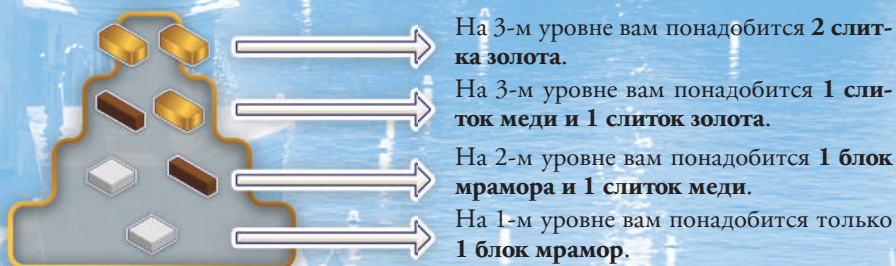 На 3-м уровне вам понадобится 2 слит-
ка золота.
На 3-м уровне вам понадобится 1 сли-
ток меди и 1 слиток золота.
На 2-м уровне вам понадобится 1 блок
мрамора и 1 слиток меди.
На 1-м уровне вам понадобится только
1 блок мрамор.